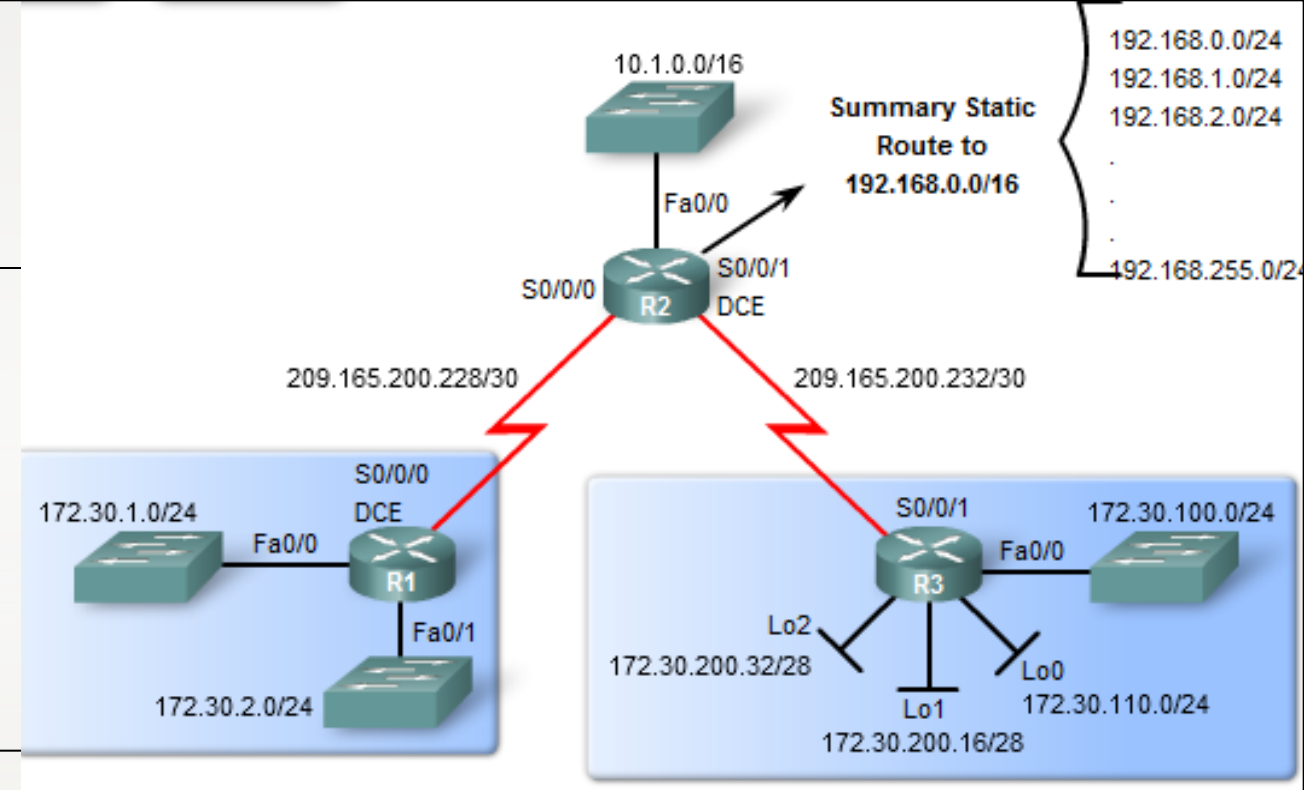 10.1.0.0/16
Summary Static
Route to
192.168.0.0/16
192.168.0.0/24
192.168.1.0/24
192.168.2.0/24
.
.
.
192.168.255.0/24
Fa0/0
S0/0/0
R2
S0/0/1
DCE
209.165.200.228/30
209.165.200.232/30
172.30.1.0/24
Fa0/0
S0/0/0
DCE
R1
Fa0/1
172.30.2.0/24
S0/0/1
172.30.100.0/24
Fa0/0
R3
Lo2
172.30.200.32/28
Lo1
172.30.200.16/28
Lo0
172.30.110.0/24